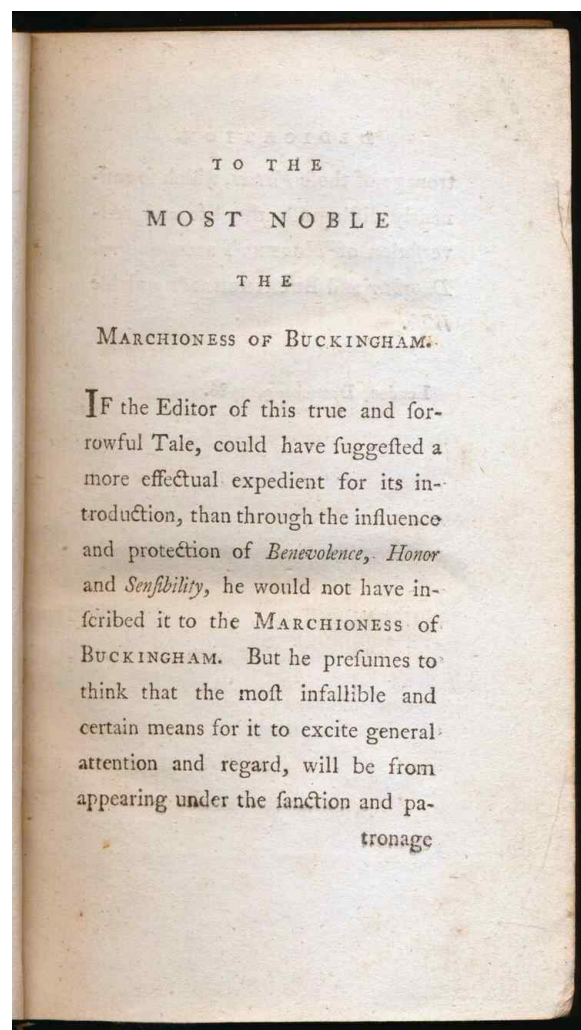 TO THE
MOST NOBLE
THE
MARCHIONESS OF BUCKINGHAM.
IF the Editor of this true and ſor-
rowful Tale, could have ſuggeſted a
more effectual expedient for its in-
troduction, than through the influence
and protection of Benevolence, Honor
and Senſibility, he would not have in-
ſcribed it to the MARCHIONESS of
BUCKINGHAM. But he preſumes to
think that the moſt infallible and
certain means for it to excite general
attention and regard, will be from
appearing under the ſanction and pa-
tronage